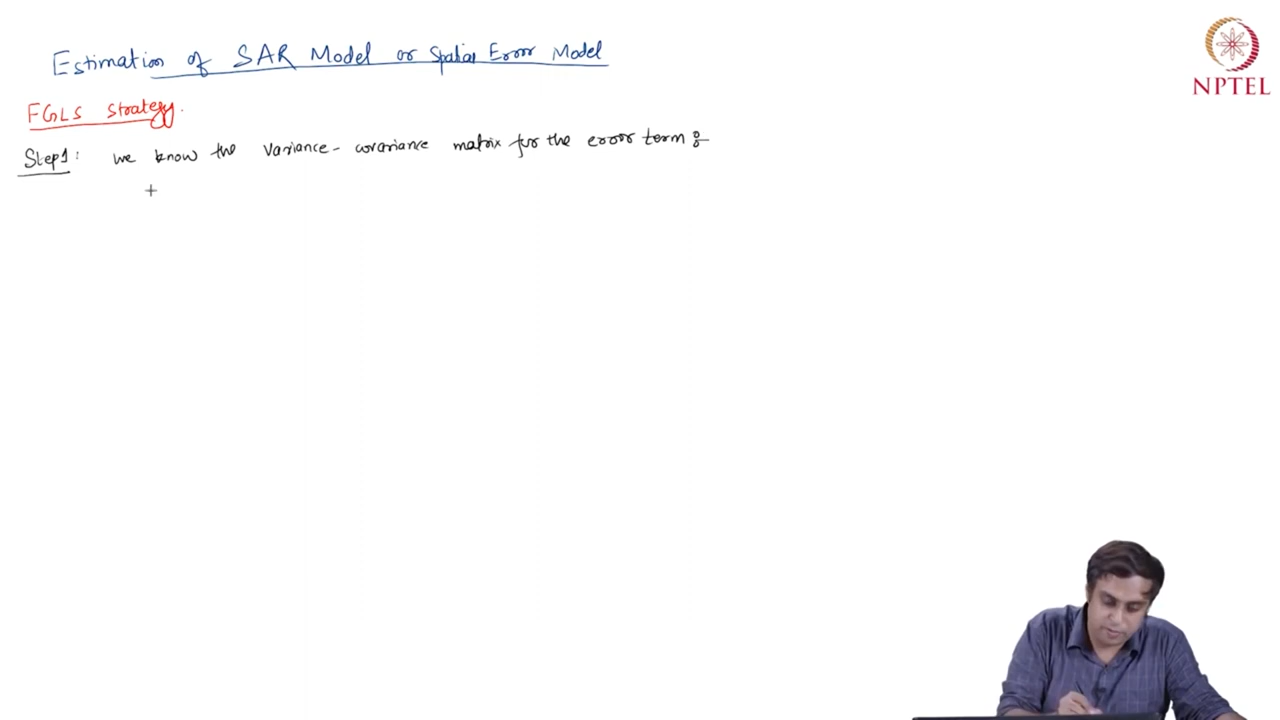 Estimation of SAR Model or Spatial Error Model
NPTEL
FGLS Strategy.
Step1: we know the variance-covariance matrix for the error term:
+